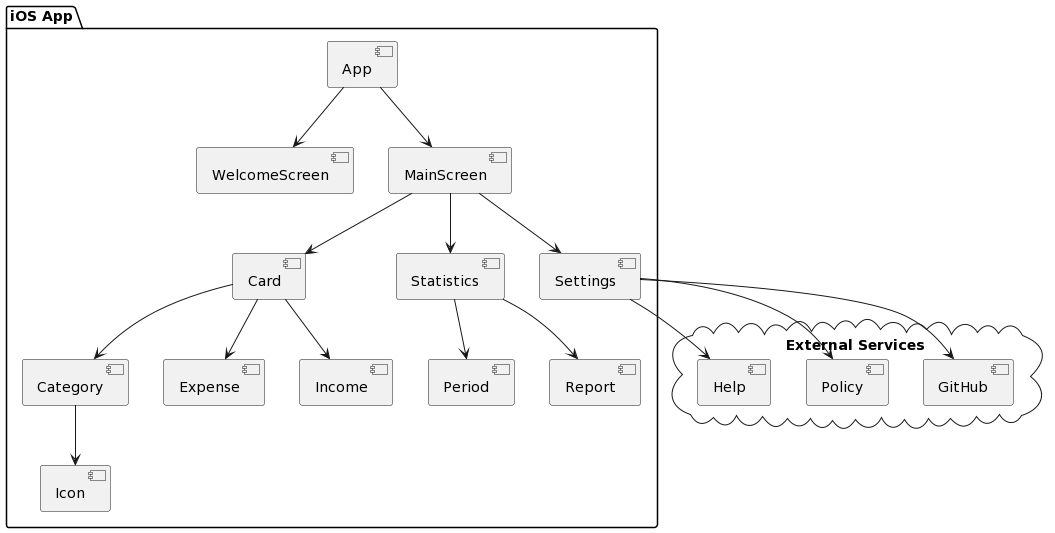 iOS App
App
WelcomeScreen
MainScreen
Card
Statistics
Settings
External Services
Category
Expense
Income
Period
Report
Help
Policy
GitHub
Icon